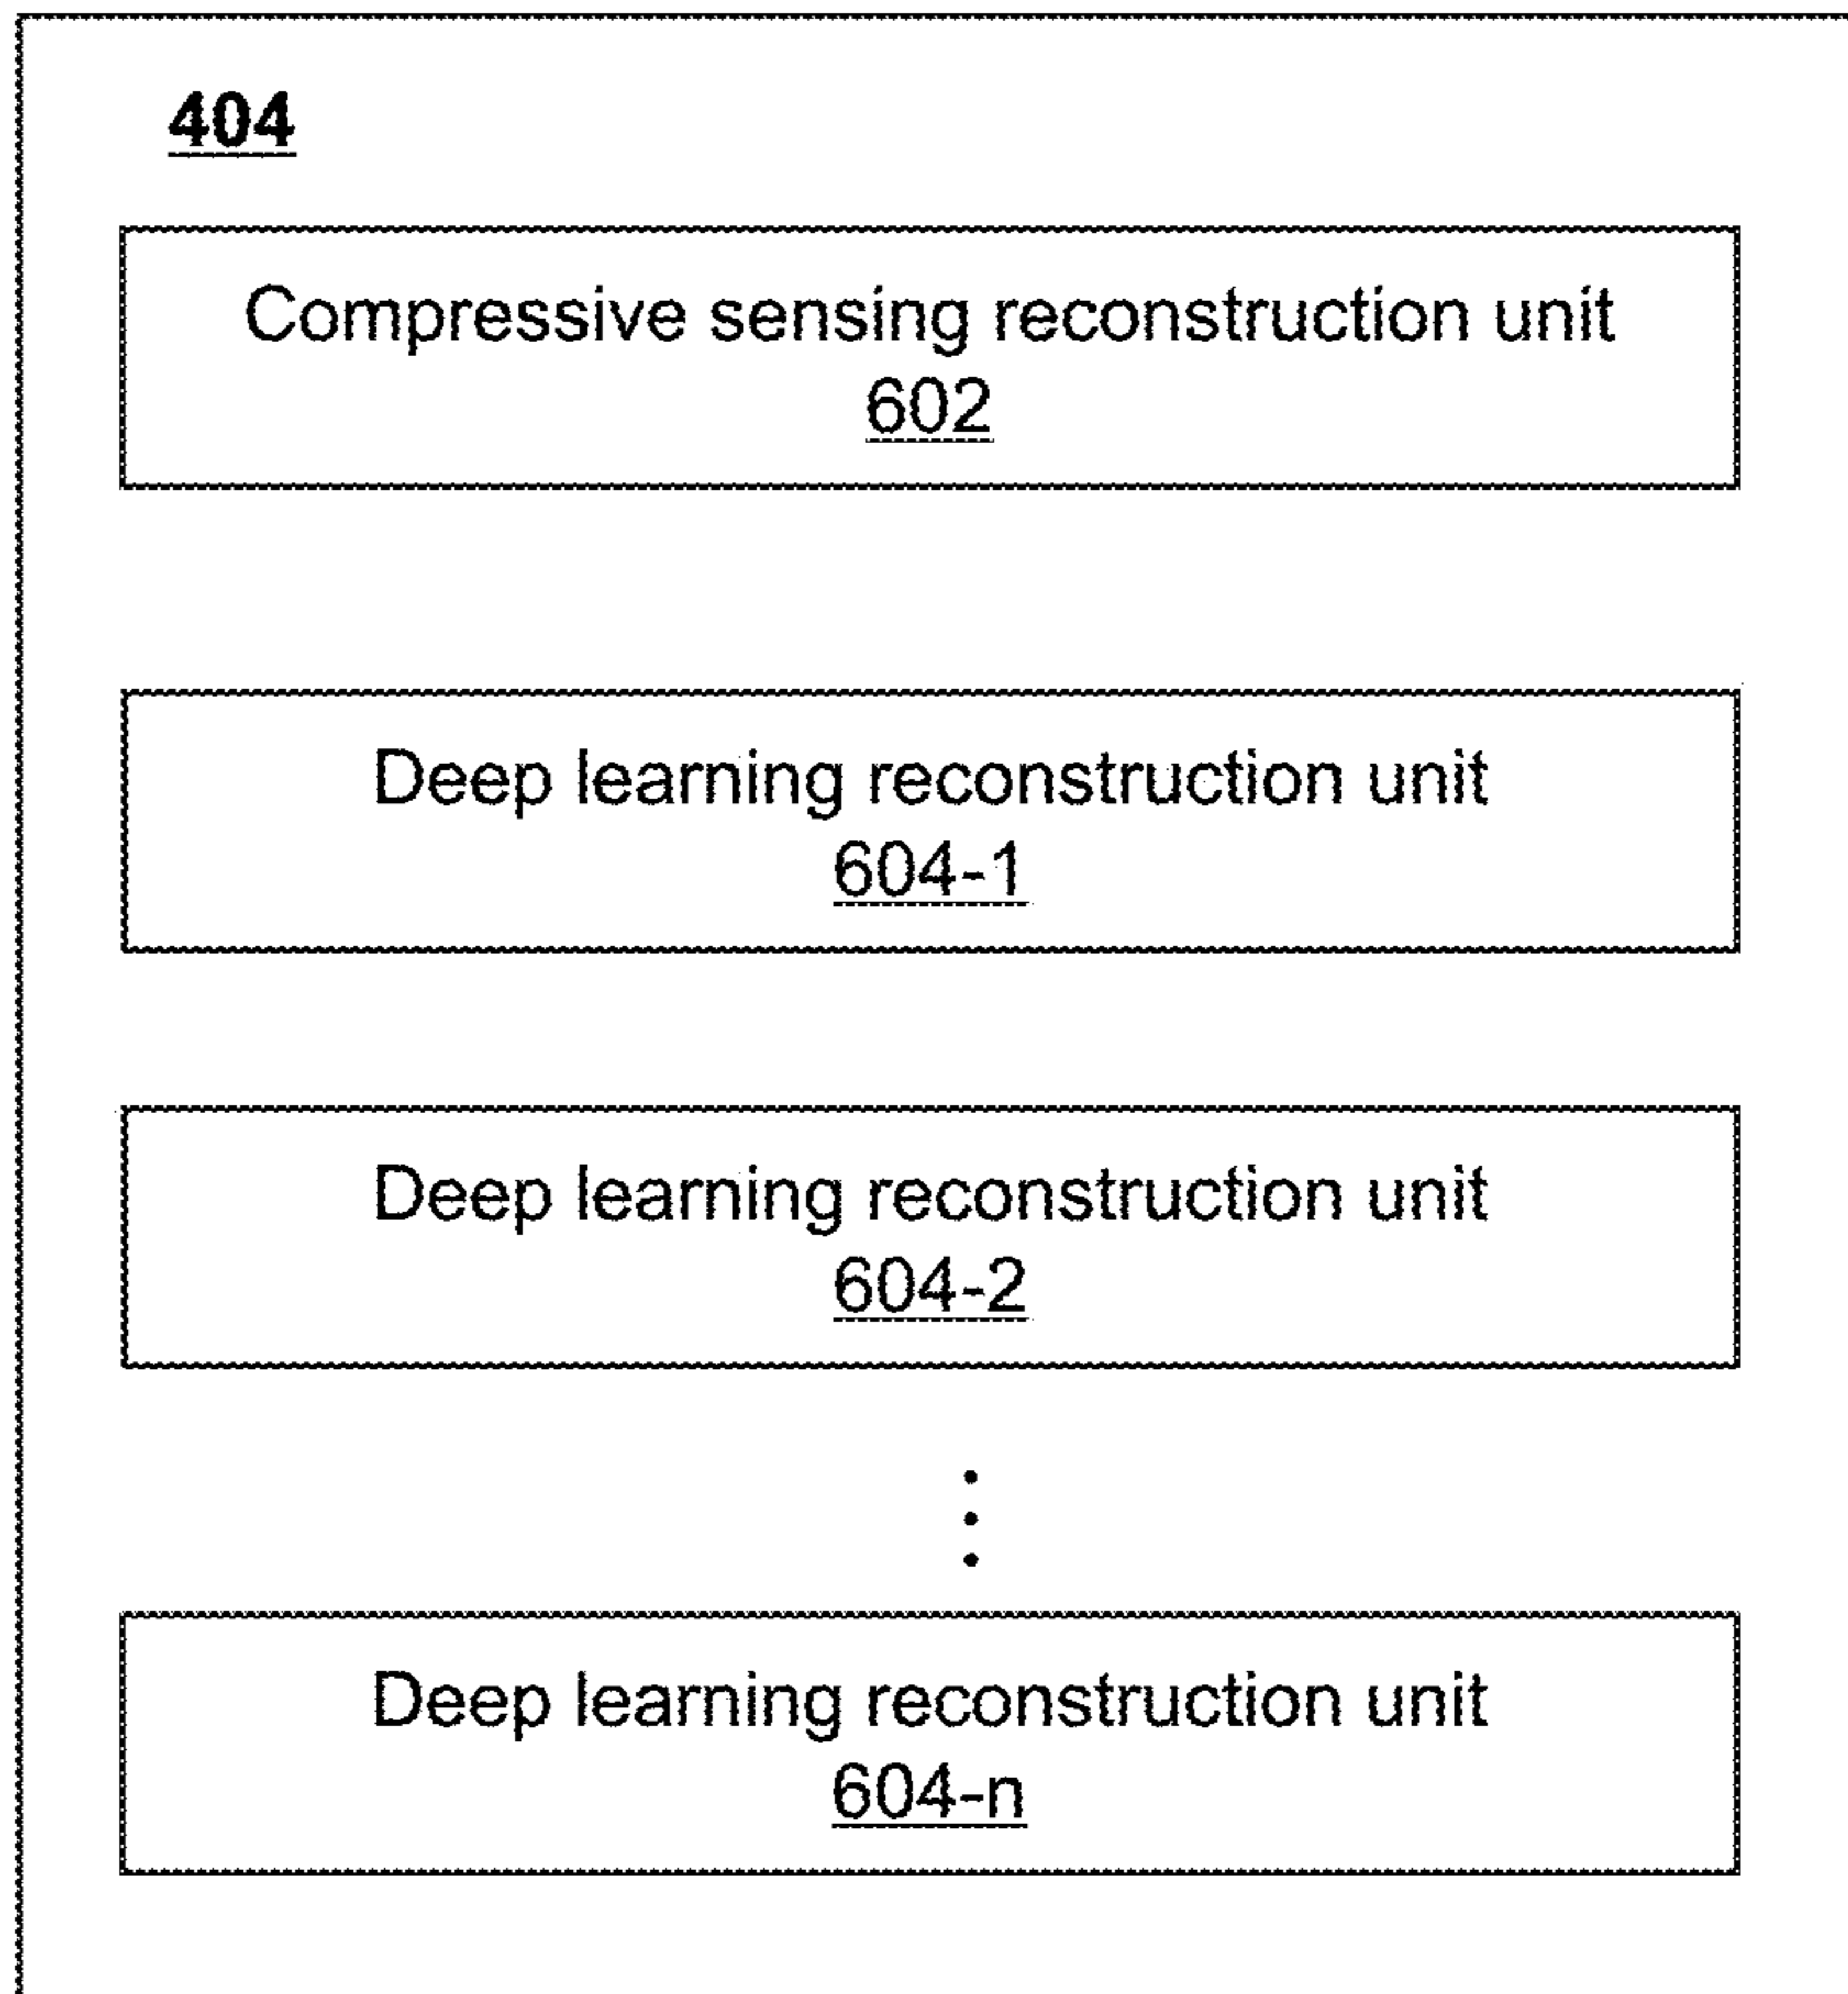 404
Compressive sensing reconstruction unit
602
Deep learning reconstruction unit
604-1
Deep learning reconstruction unit
604-2
Deep learning reconstruction unit
604-n